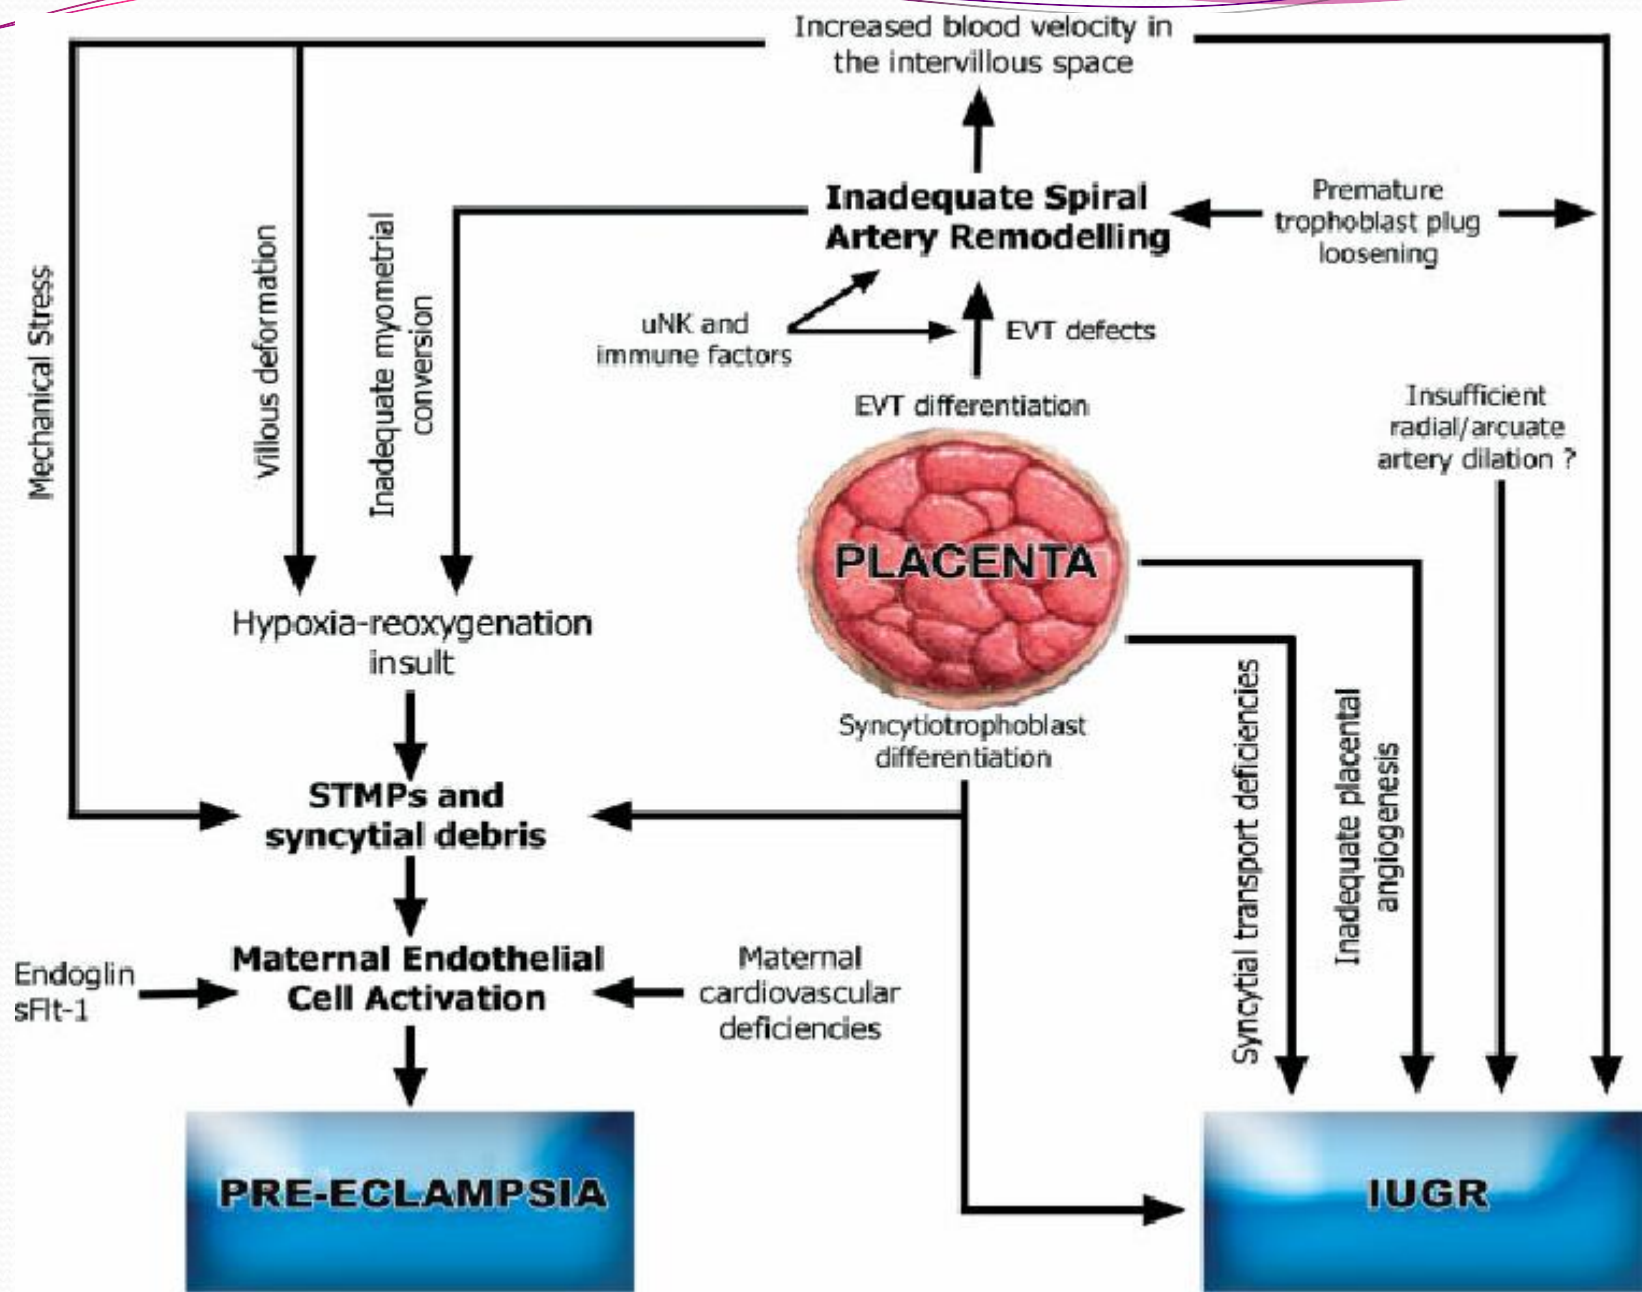 Increased blood velocity in
the intervillous space
Inadequate Spiral
Artery Remodelling
Premature
trophoblast plug
loosening
Mechanical Stress
Villous deformation
Inadequate myometrial
conversion
uNK and
immune factors
EVT defects
EVT differentiation
Insufficient
radial/arcuate
artery dilation ?
PLACENTA
Hypoxia-reoxygenation
insult
Syncytiotrophoblast
differentiation
Syncytial transport deficiencies
Inadequate placental
angiogenesis
STMPs and
syncytial debris
Endoglin
sFlt-1
Maternal Endothelial
Cell Activation
Maternal
cardiovascular
deficiencies
PRE-ECLAMPSIA
IUGR